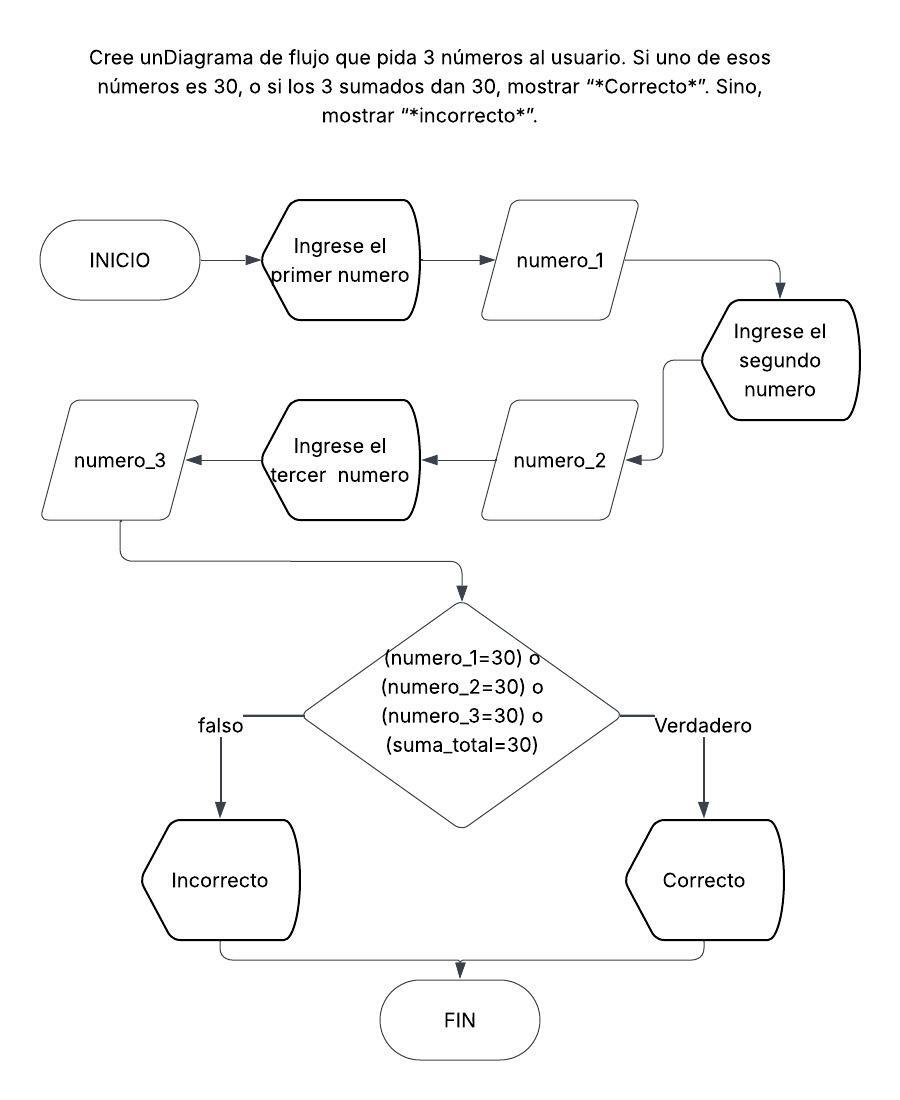 Cree unDiagrama de flujo que pida 3 números al usuario. Si uno de esos
números es 30, o si los 3 sumados dan 30, mostrar “*Correcto*”. Sino,
mostrar “*incorrecto*”.
INICIO
Ingrese el
primer numero
numero_1
Ingrese el
segundo
numero
numero_2
Ingrese el
tercer  numero
numero_3
(numero_1=30) o
(numero_2=30) o
(numero_3=30) o
(suma_total=30)
falso
Verdadero
Incorrecto
Correcto
FIN